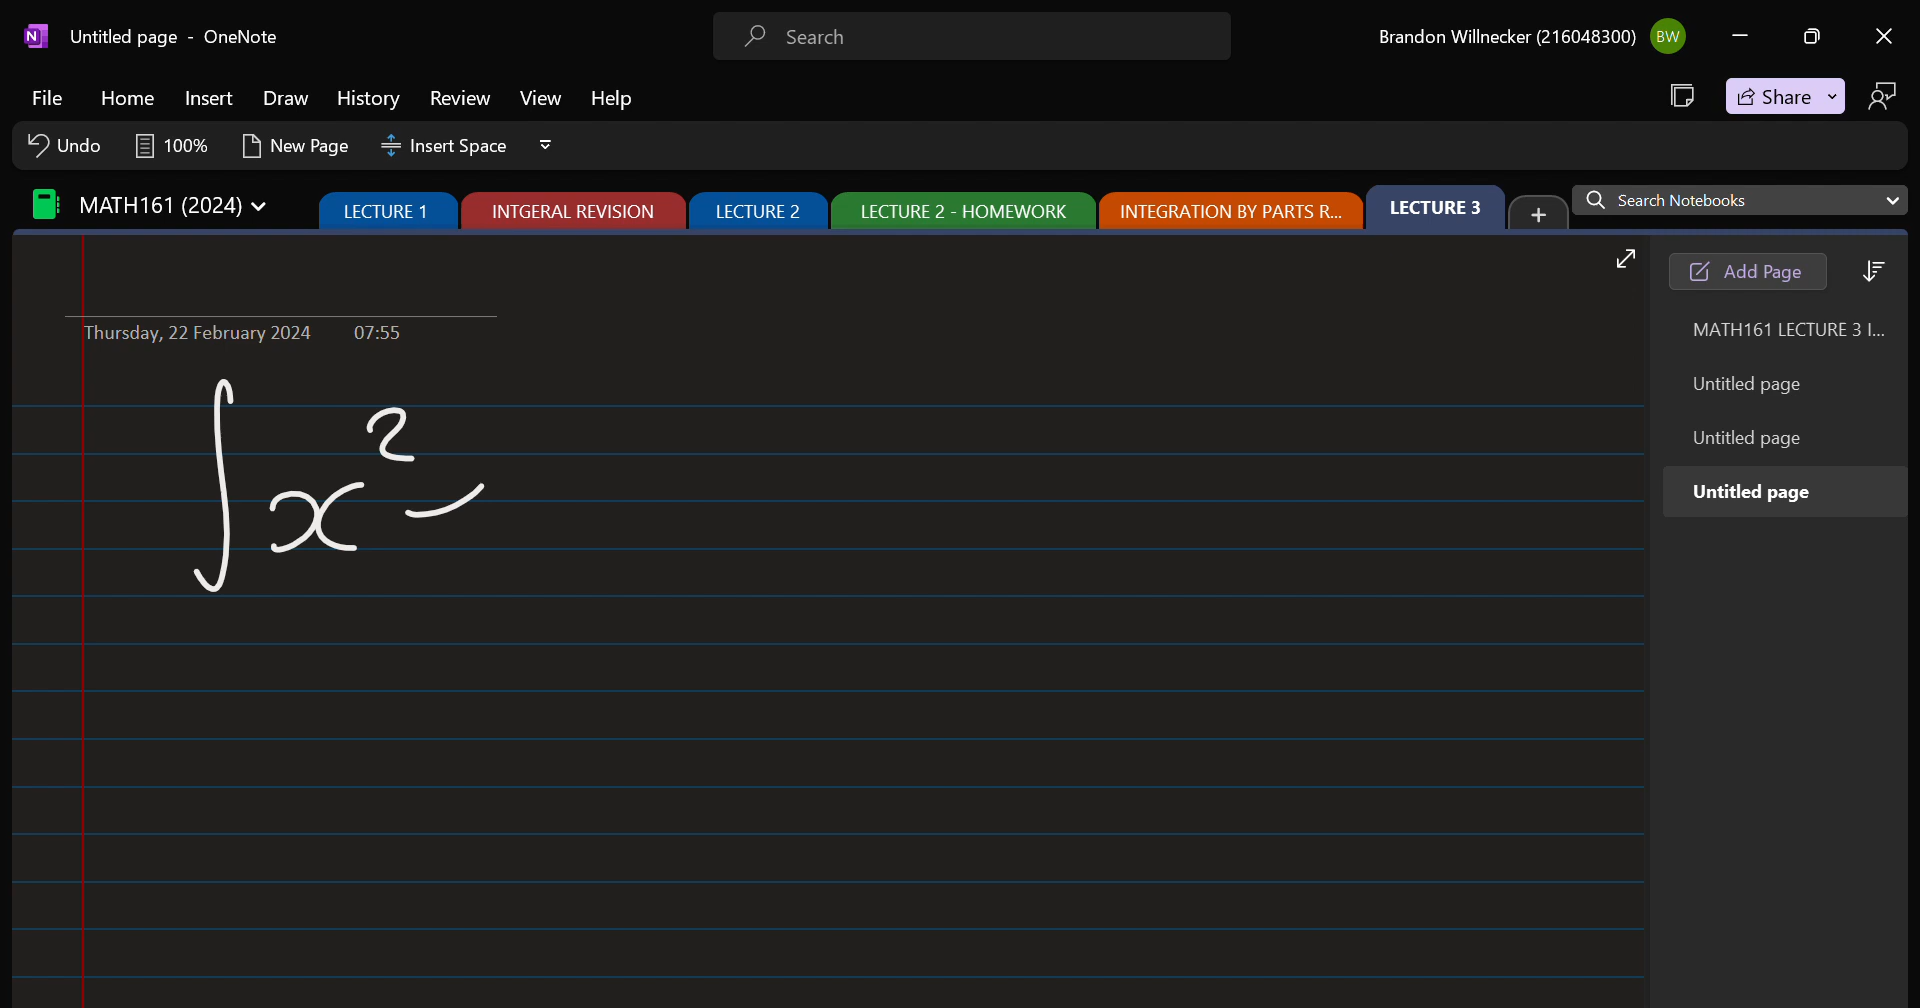 Untitled page - OneNote
Search
Brandon Willnecker (216048300) BW
File Home Insert Draw History Review View Help
Share
Undo 100% New Page Insert Space
MATH161 (2024) LECTURE 1 INTGERAL REVISION LECTURE 2 LECTURE 2 - HOMEWORK INTEGRATION BY PARTS R... LECTURE 3 + Search Notebooks
Add Page
Thursday, 22 February 2024 07:55
∫x² -
MATH161 LECTURE 3 I...
Untitled page
Untitled page
Untitled page